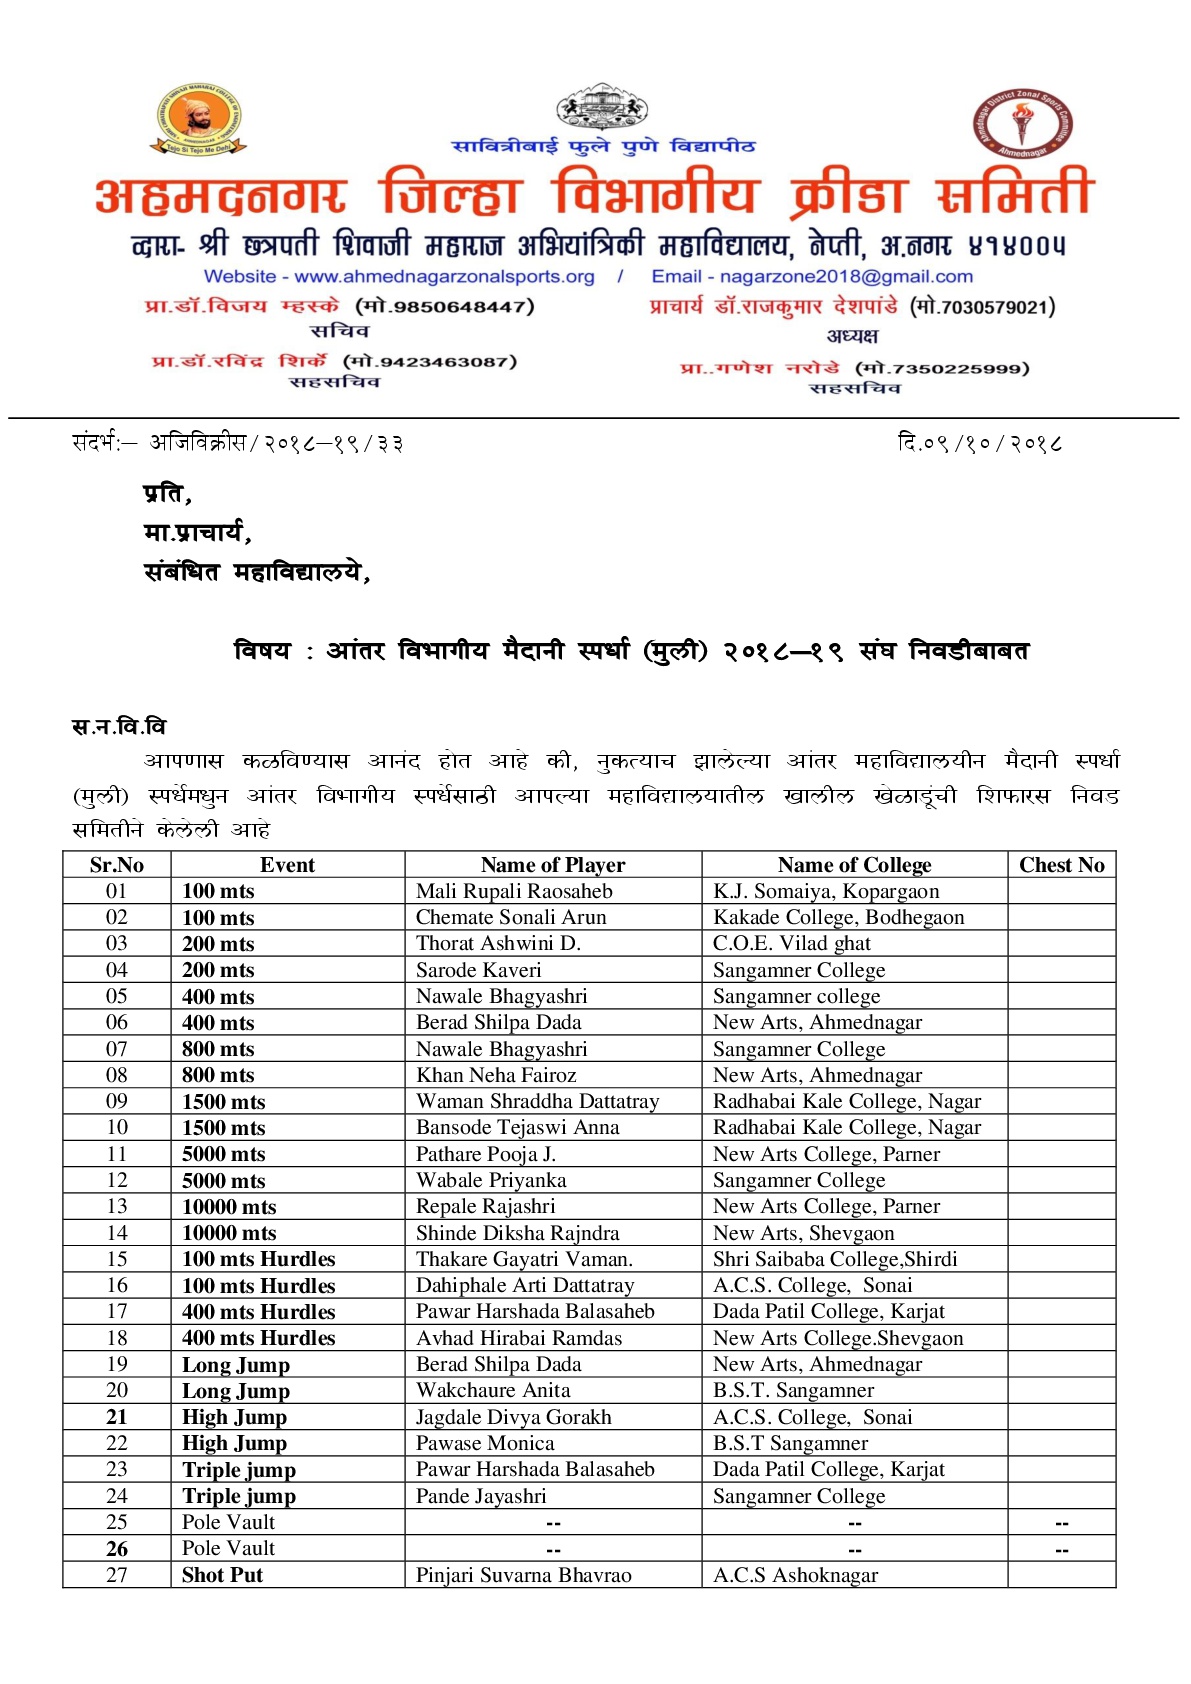 Tejo Si Tejo Me Dehi
Ahmednagar District Zonal Sports Committee
Ahmednagar
सावित्रीबाई फुले पुणे विद्यापीठ
अहमदनगर जिल्हा विभागीय क्रीडा समिती
व्दारा- श्री छत्रपती शिवाजी महाराज अभियांत्रिकी महाविद्यालय, नेप्ती, अ.नगर ४१४००५
Website - www.ahmednagarzonalsports.org / Email - nagarzone2018@gmail.com
प्रा.डॉ.विजय म्हस्के (मो.9850648447) प्राचार्य डॉ.राजकुमार देशपांडे (मो.7030579021)
सचिव अध्यक्ष
प्रा.डॉ.रविंद्र शिर्के (मो.9423463087) प्रा..गणेश नरोडे (मो.7350225999)
सहसचिव सहसचिव
संदर्भ:– अजिविक्रीस/२०१८–१९/३३ दि.०९/१०/२०१८
प्रति,
मा.प्राचार्य,
संबंधित महाविद्यालये,
विषय : आंतर विभागीय मैदानी स्पर्धा (मुली) २०१८–१९ संघ निवडीबाबत
स.न.वि.वि
आपणास कळविण्यास आनंद होत आहे की, नुकत्याच झालेल्या आंतर महाविद्यालयीन मैदानी स्पर्धा
(मुली) स्पर्धेमधुन आंतर विभागीय स्पर्धेसाठी आपल्या महाविद्यालयातील खालील खेळाडूंची शिफारस निवड
समितीने केलेली आहे
Sr.No Event Name of Player Name of College Chest No
01 100 mts Mali Rupali Raosaheb K.J. Somaiya, Kopargaon
02 100 mts Chemate Sonali Arun Kakade College, Bodhegaon
03 200 mts Thorat Ashwini D. C.O.E. Vilad ghat
04 200 mts Sarode Kaveri Sangamner College
05 400 mts Nawale Bhagyashri Sangamner college
06 400 mts Berad Shilpa Dada New Arts, Ahmednagar
07 800 mts Nawale Bhagyashri Sangamner College
08 800 mts Khan Neha Fairoz New Arts, Ahmednagar
09 1500 mts Waman Shraddha Dattatray Radhabai Kale College, Nagar
10 1500 mts Bansode Tejaswi Anna Radhabai Kale College, Nagar
11 5000 mts Pathare Pooja J. New Arts College, Parner
12 5000 mts Wabale Priyanka Sangamner College
13 10000 mts Repale Rajashri New Arts College, Parner
14 10000 mts Shinde Diksha Rajndra New Arts, Shevgaon
15 100 mts Hurdles Thakare Gayatri Vaman. Shri Saibaba College,Shirdi
16 100 mts Hurdles Dahiphale Arti Dattatray A.C.S. College, Sonai
17 400 mts Hurdles Pawar Harshada Balasaheb Dada Patil College, Karjat
18 400 mts Hurdles Avhad Hirabai Ramdas New Arts College.Shevgaon
19 Long Jump Berad Shilpa Dada New Arts, Ahmednagar
20 Long Jump Wakchaure Anita B.S.T. Sangamner
21 High Jump Jagdale Divya Gorakh A.C.S. College, Sonai
22 High Jump Pawase Monica B.S.T Sangamner
23 Triple jump Pawar Harshada Balasaheb Dada Patil College, Karjat
24 Triple jump Pande Jayashri Sangamner College
25 Pole Vault -- -- --
26 Pole Vault -- -- --
27 Shot Put Pinjari Suvarna Bhavrao A.C.S Ashoknagar